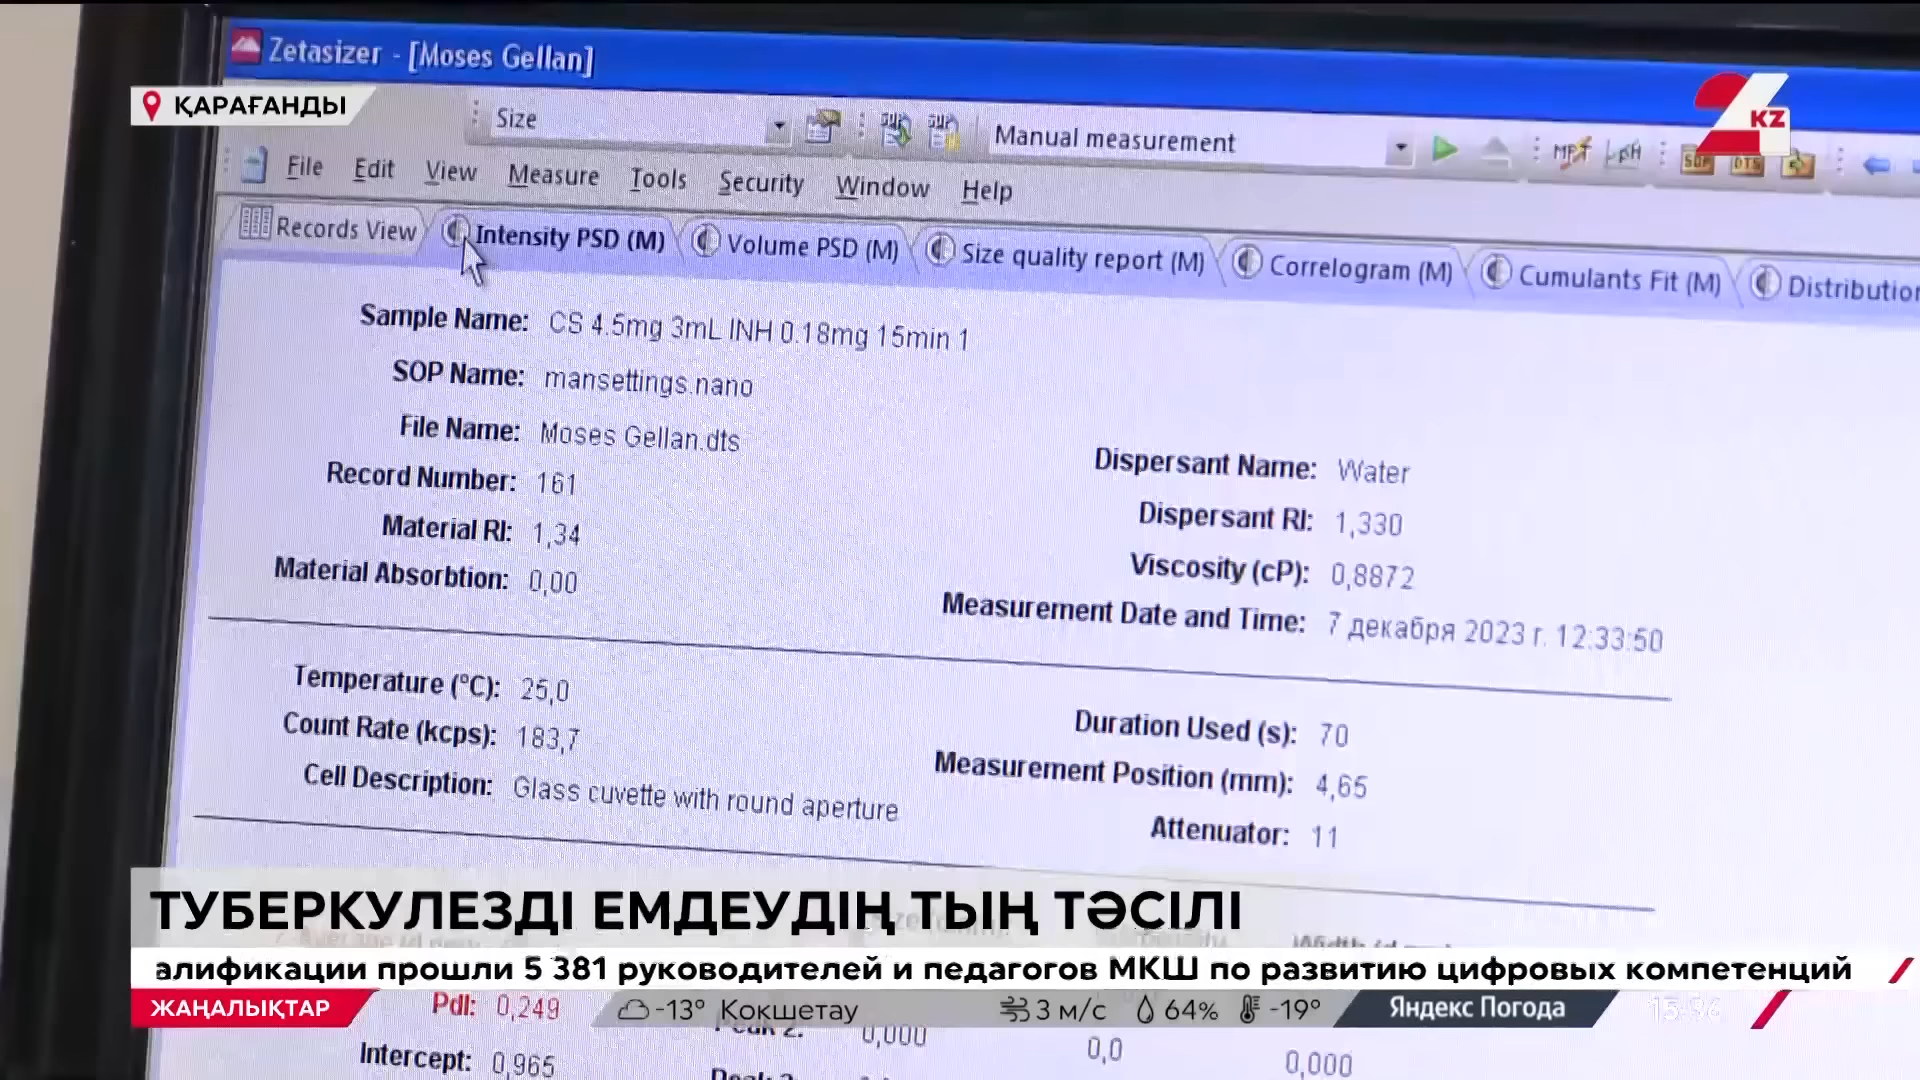 Zetasizer - [Moses Gellan]
ҚАРАҒАНДЫ
Size
Manual measurement
KZ
File Edit View Measure Tools Security Window Help
Records View
Intensity PSD (M)
Volume PSD (M)
Size quality report (M)
Correlogram (M)
Cumulants Fit (M)
Sample Name: CS 4.5mg 3mL INH 0.18mg 15min 1
SOP Name: mansettings.nano
File Name: Moses Gellan.dts
Record Number: 161
Material RI: 1,34
Material Absorbtion: 0,00
Dispersant Name: Water
Dispersant RI: 1,330
Viscosity (cP): 0,8872
Measurement Date and Time: 7 декабря 2023 г. 12:33:50
Temperature (°C): 25,0
Count Rate (kcps): 183,7
Cell Description: Glass cuvette with round aperture
Duration Used (s): 70
Measurement Position (mm): 4,65
Attenuator: 11
ТУБЕРКУЛЕЗДІ ЕМДЕУДІҢ ТЫҢ ТӘСІЛІ
алификации прошли 5 381 руководителей и педагогов МКШ по развитию цифровых компетенций
ЖАҢАЛЫҚТАР
PdI: 0,249
-13° Кокшетау 3 м/с 64% -19° Яндекс Погода
0,000
0,0
0,000
Intercept: 0,965